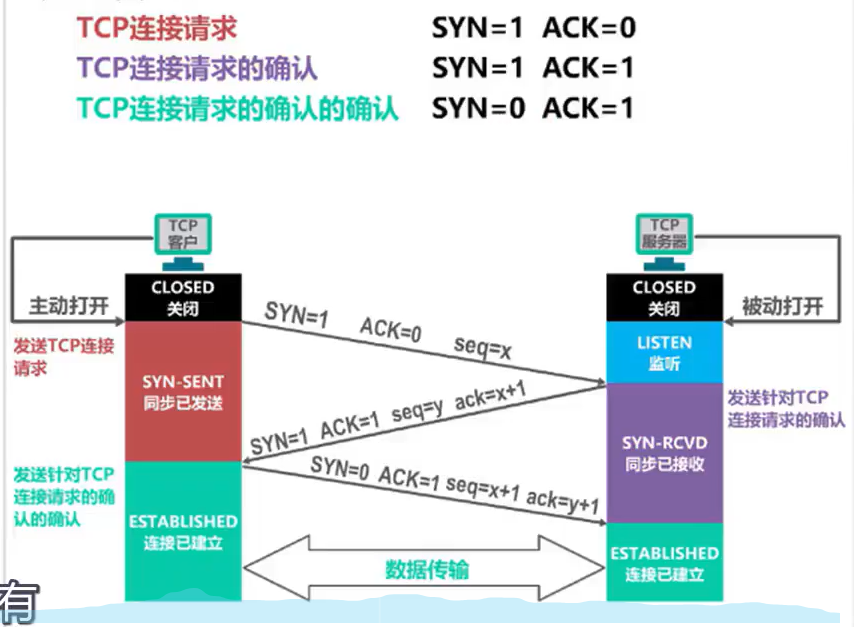 TCP连接请求 SYN=1 ACK=0
TCP连接请求的确认 SYN=1 ACK=1
TCP连接请求的确认的确认 SYN=0 ACK=1
TCP
客户
TCP
服务器
主动打开
CLOSED
关闭
SYN=1 ACK=0 seq=x
CLOSED
关闭
被动打开
发送TCP连接
请求
SYN-SENT
同步已发送
LISTEN
监听
SYN=1 ACK=1 seq=y ack=x+1
SYN-RCVD
同步已接收
发送针对TCP
连接请求的确认
发送针对TCP
连接请求的确
认的确认
SYN=0 ACK=1 seq=x+1 ack=y+1
ESTABLISHED
连接已建立
数据传输
ESTABLISHED
连接已建立
有